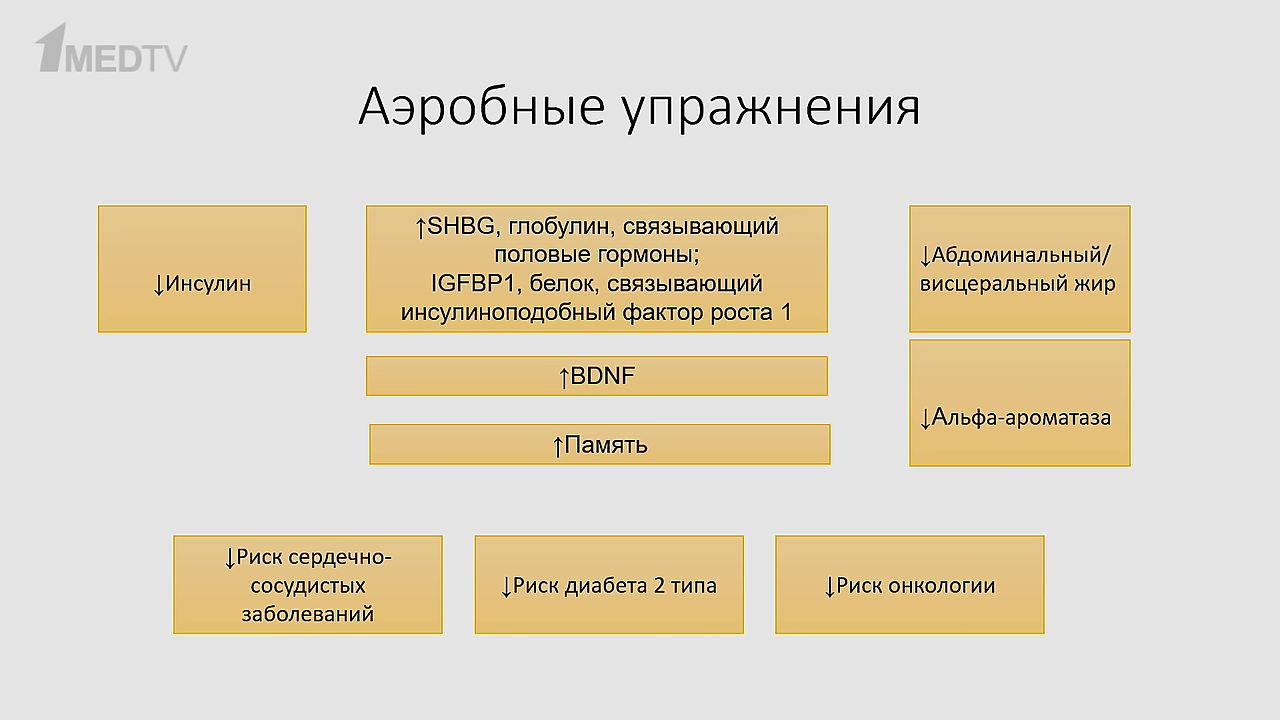 1MEDTV
Аэробные упражнения
↓Инсулин
↑SHBG, глобулин, связывающий
половые гормоны;
IGFBP1, белок, связывающий
инсулиноподобный фактор роста 1
↓Абдоминальный/
висцеральный жир
↑BDNF
↓Альфа-ароматаза
↑Память
↓Риск сердечно-
сосудистых
заболеваний
↓Риск диабета 2 типа
↓Риск онкологии